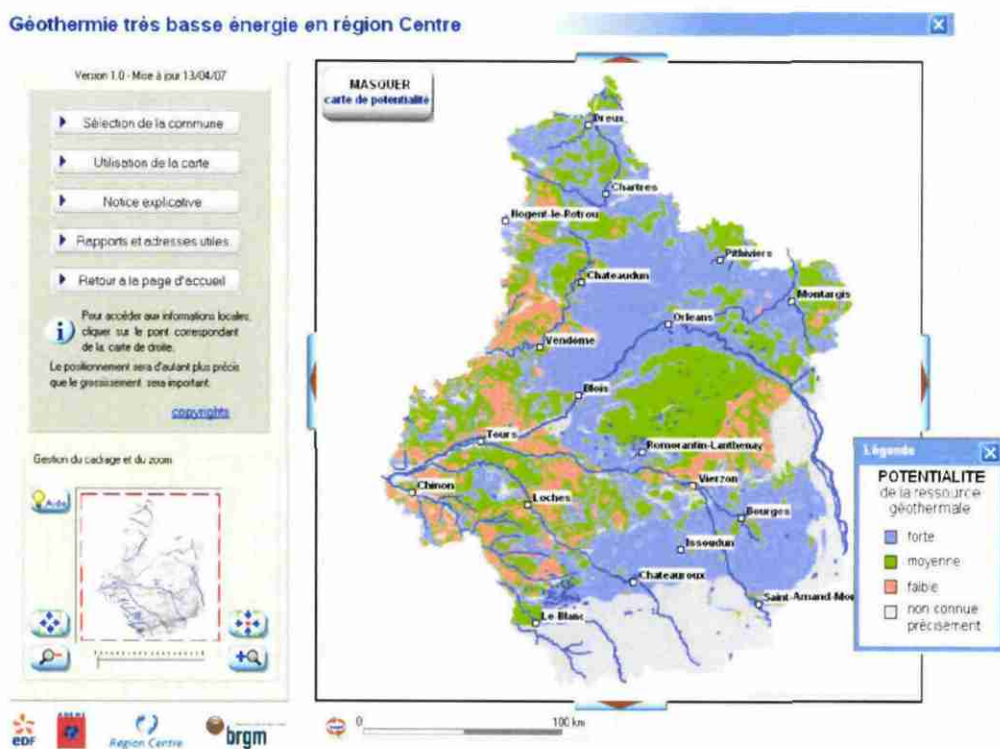 Géothermie très basse énergie en région Centre
Version 1.0 - Mise à jour 13/04/07
Sélection de la commune
Utilisation de la carte
Notice explicative
Rapports et adresses utiles
Retour a la page d'accueil
Pour accéder aux informations locales,
cliquer sur le point correspondant
de la carte de droite.
Le positionnement sera d'autant plus précis
que le grossissement sera important.
copyrights
Gestion du cadrage et du zoom
Aide
MASQUER
carte de potentialité
Dreux
Chartres
Nogent-le-Rotrou
Pithiviers
Chateaudun
Montargis
Orleans
Vendôme
Blois
Tours
Romorantin-Lanthenay
Chinon
Vierzon
Loches
Bourges
Issoudun
Chateauroux
Saint-Amand-Mo
Le Blanc
Légende
POTENTIALITE
de la ressource
géothermale
forte
moyenne
faible
non connue
précisément
eDF
ADEME
Région Centre
brgm
0
100 km